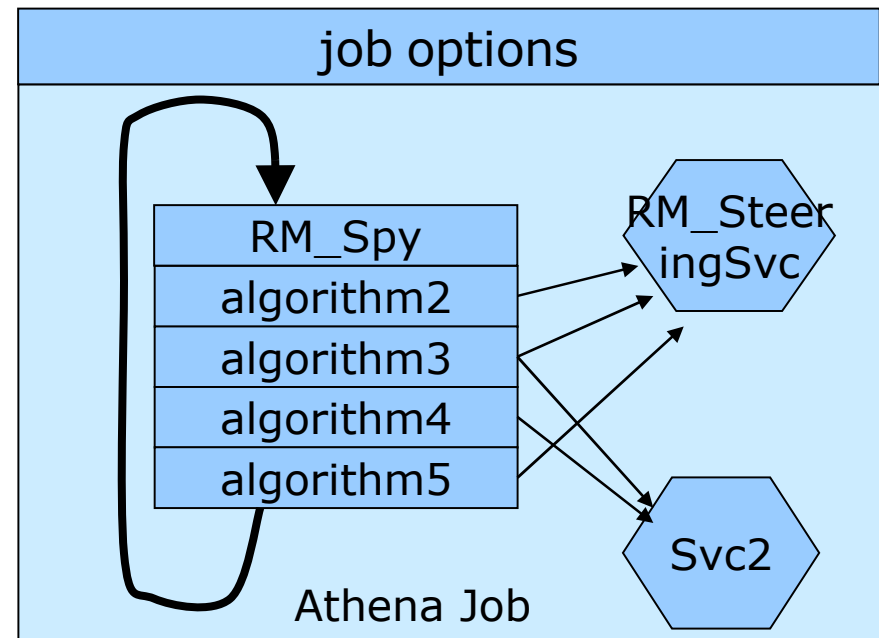 job options
RM_Spy
algorithm2
algorithm3
algorithm4
algorithm5
RM_Steer
ingSvc
Svc2
Athena Job